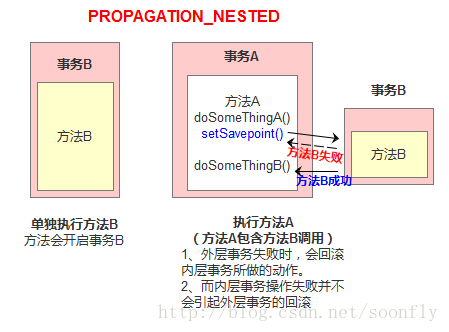 PROPAGATION_NESTED
事务B
方法B
单独执行方法B
方法会开启事务B
事务A
方法A
doSomeThingA()
setSavepoint()
doSomeThingB()
事务B
方法B
方法B失败
方法B成功
执行方法A
（方法A包含方法B调用）
1、外层事务失败时，会回滚
内层事务所做的动作。
2、而内层事务操作失败并不
会引起外层事务的回滚
http://blog.csdn.net/soonfly